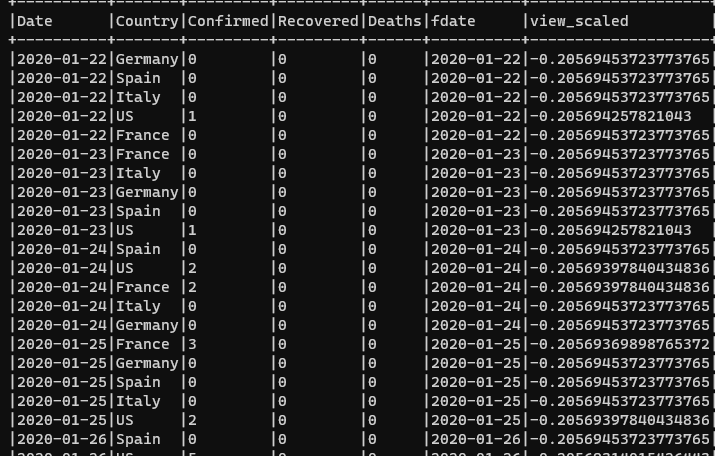 |Date      |Country|Confirmed|Recovered|Deaths|fdate     |view_scaled         |
|2020-01-22|Germany|0        |0        |0     |2020-01-22|-0.20569453723773765|
|2020-01-22|Spain  |0        |0        |0     |2020-01-22|-0.20569453723773765|
|2020-01-22|Italy  |0        |0        |0     |2020-01-22|-0.20569453723773765|
|2020-01-22|US     |1        |0        |0     |2020-01-22|-0.205694257821043  |
|2020-01-22|France |0        |0        |0     |2020-01-22|-0.20569453723773765|
|2020-01-23|France |0        |0        |0     |2020-01-23|-0.20569453723773765|
|2020-01-23|Italy  |0        |0        |0     |2020-01-23|-0.20569453723773765|
|2020-01-23|Germany|0        |0        |0     |2020-01-23|-0.20569453723773765|
|2020-01-23|Spain  |0        |0        |0     |2020-01-23|-0.20569453723773765|
|2020-01-23|US     |1        |0        |0     |2020-01-23|-0.205694257821043  |
|2020-01-24|Spain  |0        |0        |0     |2020-01-24|-0.20569453723773765|
|2020-01-24|US     |2        |0        |0     |2020-01-24|-0.20569397840434836|
|2020-01-24|France |2        |0        |0     |2020-01-24|-0.20569397840434836|
|2020-01-24|Italy  |0        |0        |0     |2020-01-24|-0.20569453723773765|
|2020-01-24|Germany|0        |0        |0     |2020-01-24|-0.20569453723773765|
|2020-01-25|France |3        |0        |0     |2020-01-25|-0.20569369898765372|
|2020-01-25|Germany|0        |0        |0     |2020-01-25|-0.20569453723773765|
|2020-01-25|Spain  |0        |0        |0     |2020-01-25|-0.20569453723773765|
|2020-01-25|Italy  |0        |0        |0     |2020-01-25|-0.20569453723773765|
|2020-01-25|US     |2        |0        |0     |2020-01-25|-0.20569397840434836|
|2020-01-26|Spain  |0        |0        |0     |2020-01-26|-0.20569453723773765|